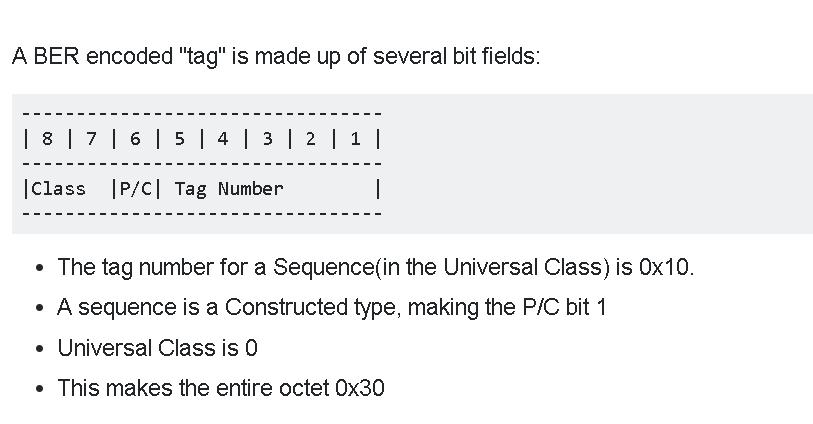 A BER encoded "tag" is made up of several bit fields:
---------------------------------
| 8 | 7 | 6 | 5 | 4 | 3 | 2 | 1 |
---------------------------------
|Class  |P/C| Tag Number        |
---------------------------------
• The tag number for a Sequence(in the Universal Class) is 0x10.
• A sequence is a Constructed type, making the P/C bit 1
• Universal Class is 0
• This makes the entire octet 0x30